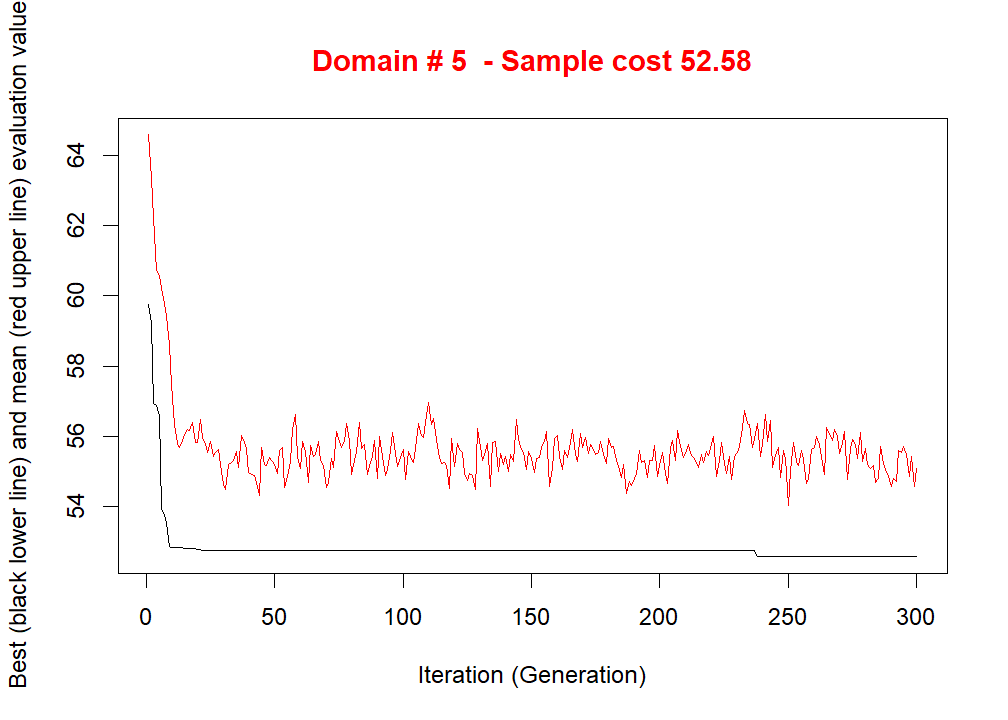 Domain # 5  - Sample cost 52.58
Best (black lower line) and mean (red upper line) evaluation value
64
62
60
58
56
54
0 50 100 150 200 250 300
Iteration (Generation)